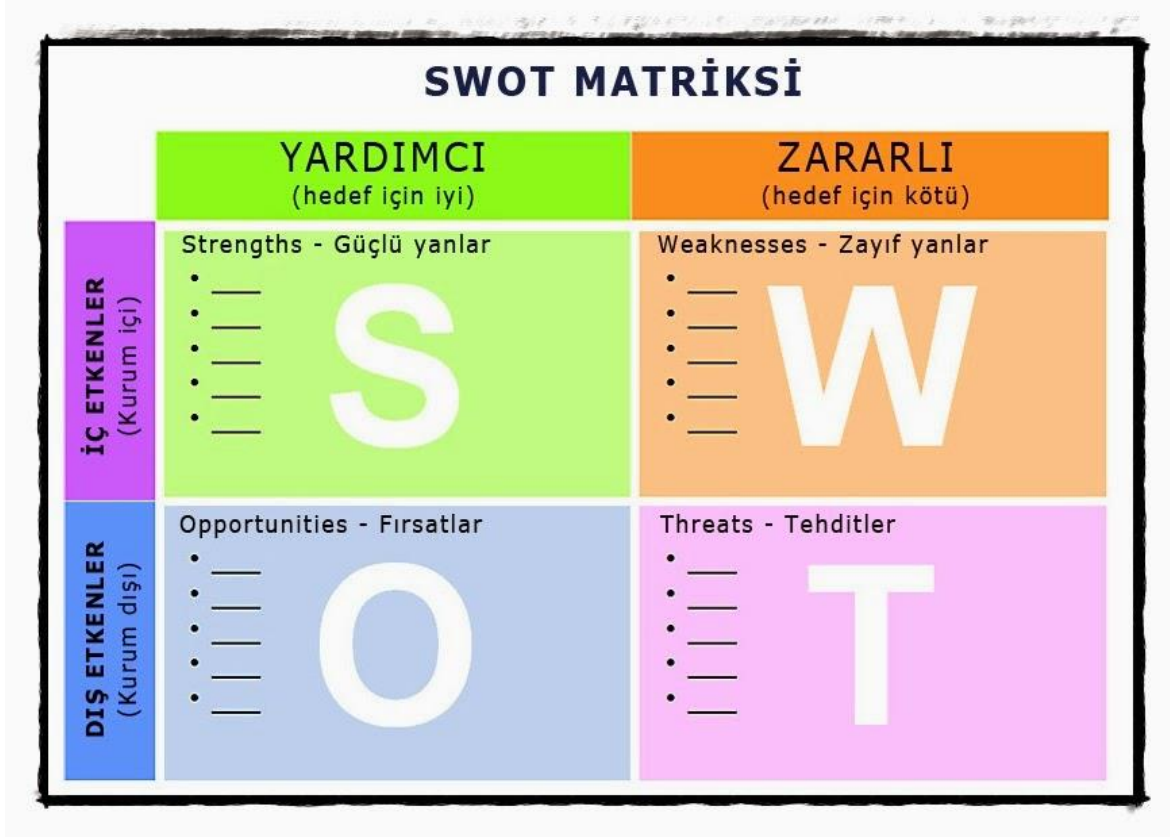 SWOT MATRİKSİ
YARDIMCI
(hedef için iyi)
ZARARLI
(hedef için kötü)
İÇ ETKENLER
(Kurum içi)
Strengths - Güçlü yanlar
S
Weaknesses - Zayıf yanlar
W
DIŞ ETKENLER
(Kurum dışı)
Opportunities - Fırsatlar
O
Threats - Tehditler
T